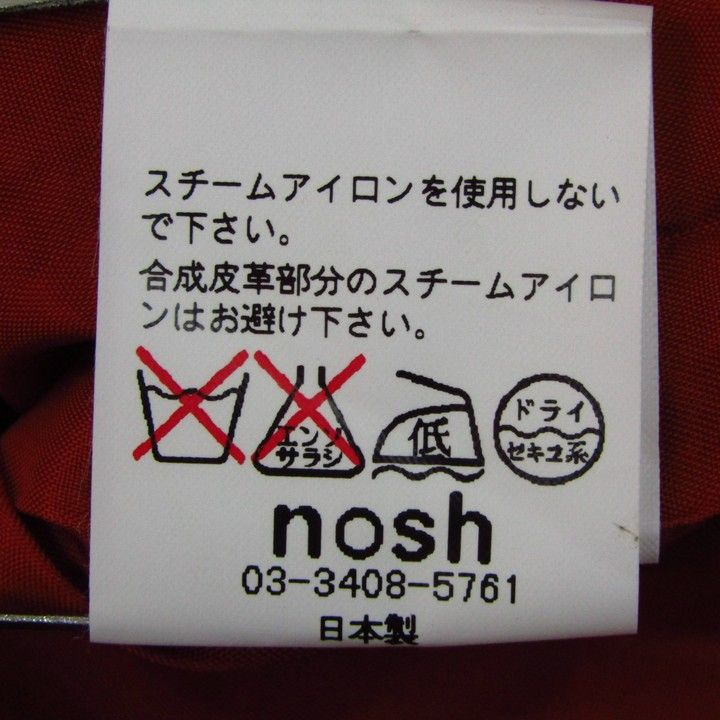 スチームアイロンを使用しない
で下さい。
合成皮革部分のスチームアイロ
ンはお避け下さい。
エンソ
サラシ
低
ドライ
セキユ系
nosh
03-3408-5761
日本製